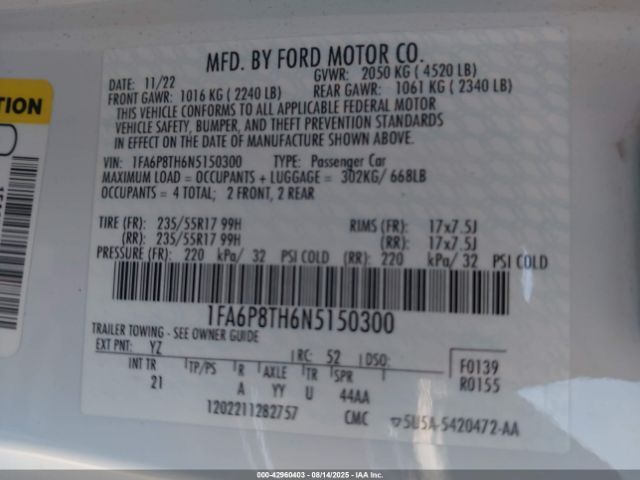 MFD. BY FORD MOTOR CO.
DATE: 11/22 GVWR: 2050 KG ( 4520 LB)
FRONT GAWR: 1016 KG ( 2240 LB) REAR GAWR: 1061 KG ( 2340 LB)
THIS VEHICLE CONFORMS TO ALL APPLICABLE FEDERAL MOTOR
VEHICLE SAFETY, BUMPER, AND THEFT PREVENTION STANDARDS
IN EFFECT ON THE DATE OF MANUFACTURE SHOWN ABOVE.
VIN: 1FA6P8TH6N5150300 TYPE: Passenger Car
MAXIMUM LOAD = OCCUPANTS + LUGGAGE = 302KG/ 668LB
OCCUPANTS = 4 TOTAL; 2 FRONT, 2 REAR
TIRE (FR): 235/55R17 99H RIMS (FR): 17x7.5J
(RR): 235/55R17 99H (RR): 17x7.5J
PRESSURE (FR): 220 kPa/ 32 PSI COLD (RR): 220 kPa/ 32 PSI COLD
1FA6P8TH6N5150300
TRAILER TOWING - SEE OWNER GUIDE
EXT PNT: YZ RC: 52 DSO: F0139
INT TR TP/PS R AXLE TR SPR R0155
21 A YY U 44AA
1202211282757 CMC 5U5A-5420472-AA
TION
000-42960403 - 08/14/2025 - IAAI.COM